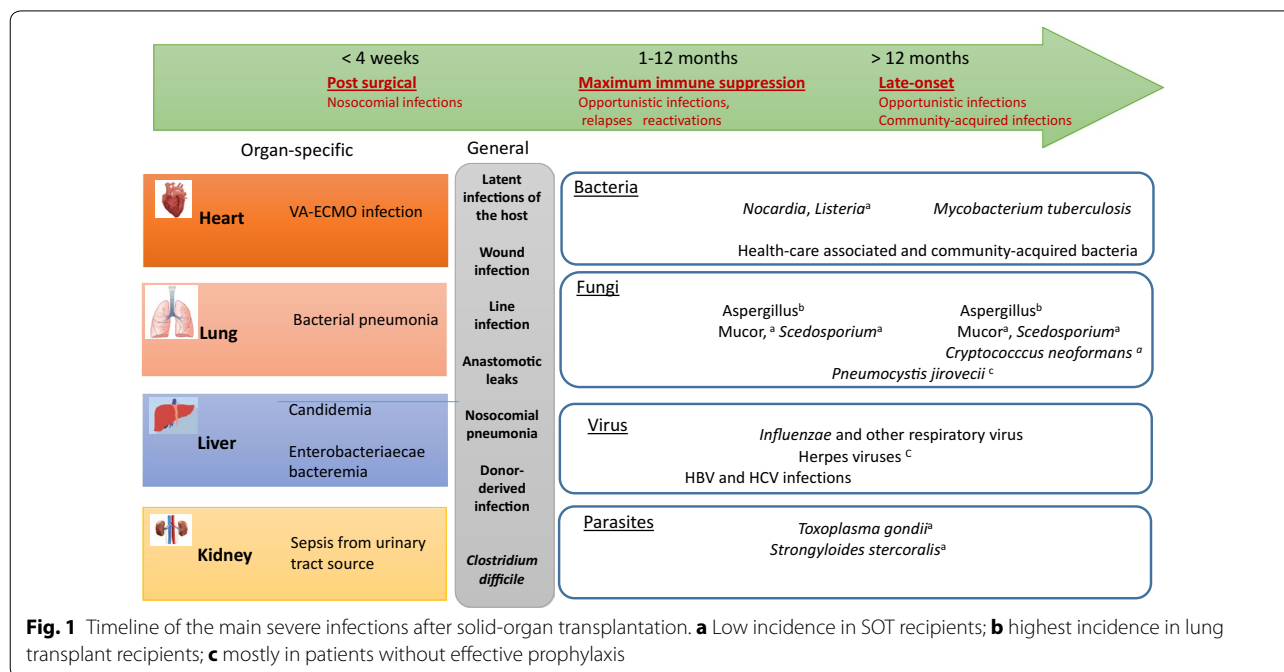 < 4 weeks
Post surgical
Nosocomial infections
1-12 months
Maximum immune suppression
Opportunistic infections,
relapses reactivations
> 12 months
Late-onset
Opportunistic infections
Community-acquired infections
Organ-specific
Heart
VA-ECMO infection
Lung
Bacterial pneumonia
Liver
Candidemia
Enterobacteriaecae
bacteremia
Kidney
Sepsis from urinary
tract source
General
Latent
infections of
the host
Wound
infection
Line
infection
Anastomotic
leaks
Nosocomial
pneumonia
Donor-
derived
infection
Clostridium
difficile
Bacteria
Nocardia, Listeriaᵃ
Mycobacterium tuberculosis
Health-care associated and community-acquired bacteria
Fungi
Aspergillusᵇ
Mucor, ᵃ Scedosporiumᵃ
Aspergillusᵇ
Mucorᵃ, Scedosporiumᵃ
Cryptococccus neoformans ᵃ
Pneumocystis jirovecii ᶜ
Virus
Influenzae and other respiratory virus
Herpes viruses ᶜ
HBV and HCV infections
Parasites
Toxoplasma gondiiᵃ
Strongyloides stercoralisᵃ
Fig. 1 Timeline of the main severe infections after solid-organ transplantation. a Low incidence in SOT recipients; b highest incidence in lung
transplant recipients; c mostly in patients without effective prophylaxis